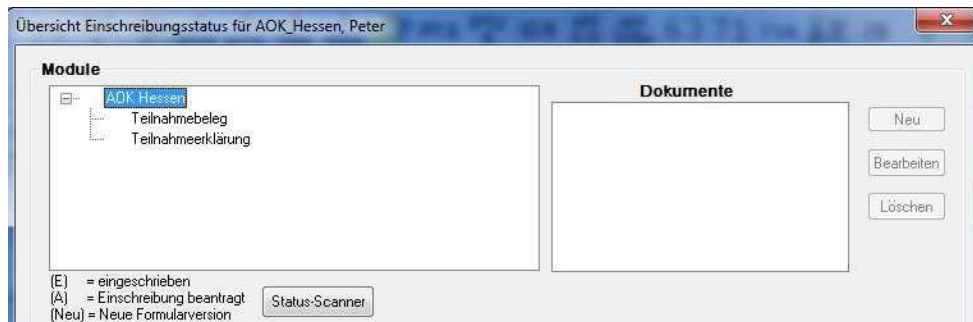 Übersicht Einschreibungsstatus für AOK_Hessen, Peter
Module
AOK Hessen
Teilnahmebeleg
Teilnahmeerklärung
Dokumente
Neu
Bearbeiten
Löschen
(E) = eingeschrieben
(A) = Einschreibung beantragt
(Neu) = Neue Formularversion
Status-Scanner